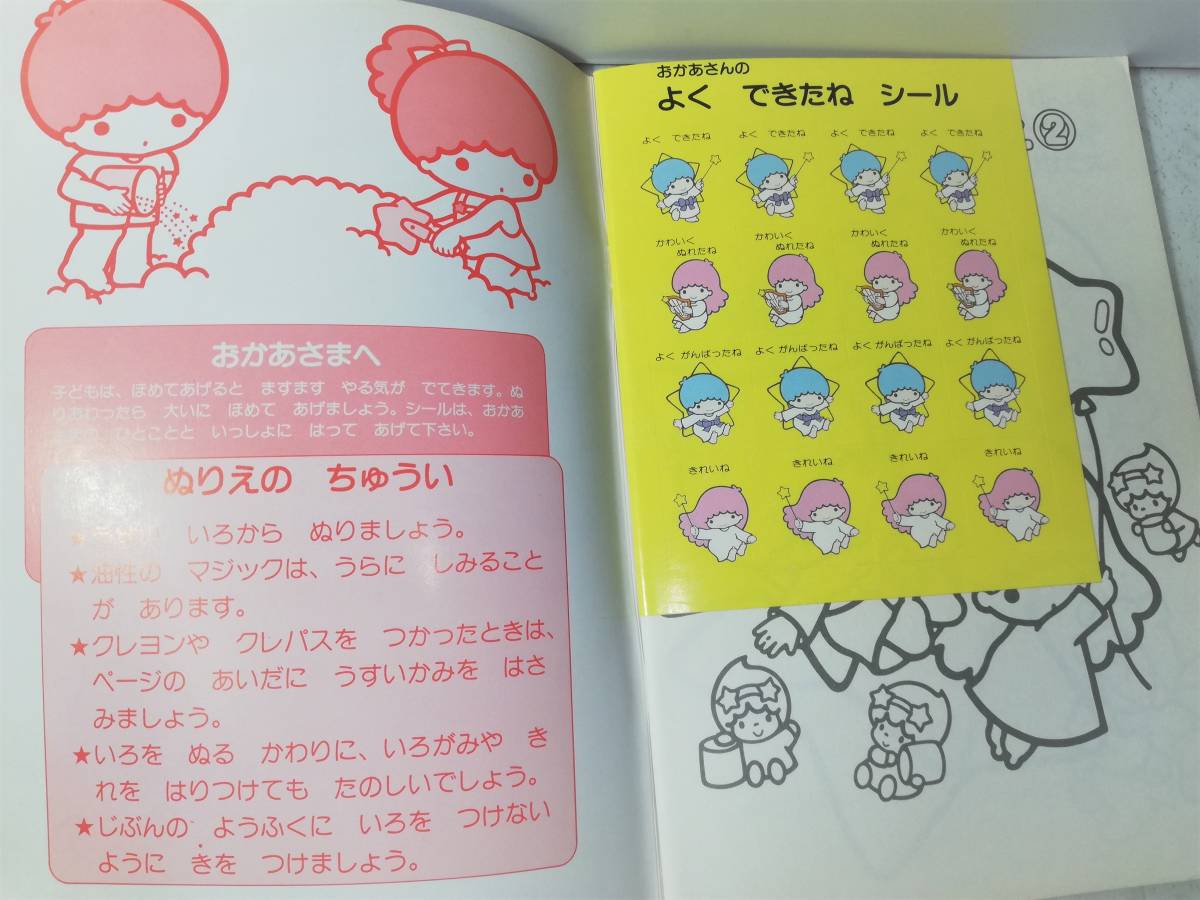 おかあさまへ
子どもは、ほめてあげると ますます やる気が でてきます。ぬ
りおわったら 大いに ほめて あげましょう。シールは、おかあ
ひとことと いっしょに はって あげて下さい。
ぬりえの ちゅうい
★ いろから ぬりましょう。
★油性の マジックは、うらに しみること
が あります。
★クレヨンや クレパスを つかったときは、
ページの あいだに うすいかみを はさ
みましょう。
★いろを ぬる かわりに、いろがみや き
れを はりつけても たのしいでしょう。
★じぶんの ようふくに いろを つけない
ように きを つけましょう。
おかあさんの
よく できたね シール
よく できたね よく できたね よく できたね よく できたね
かわいく かわいく かわいく かわいく
ぬれたね ぬれたね ぬれたね ぬれたね
よく がんばったね よく がんばったね よく がんばったね よく がんばったね
きれいね きれいね きれいね きれいね
②